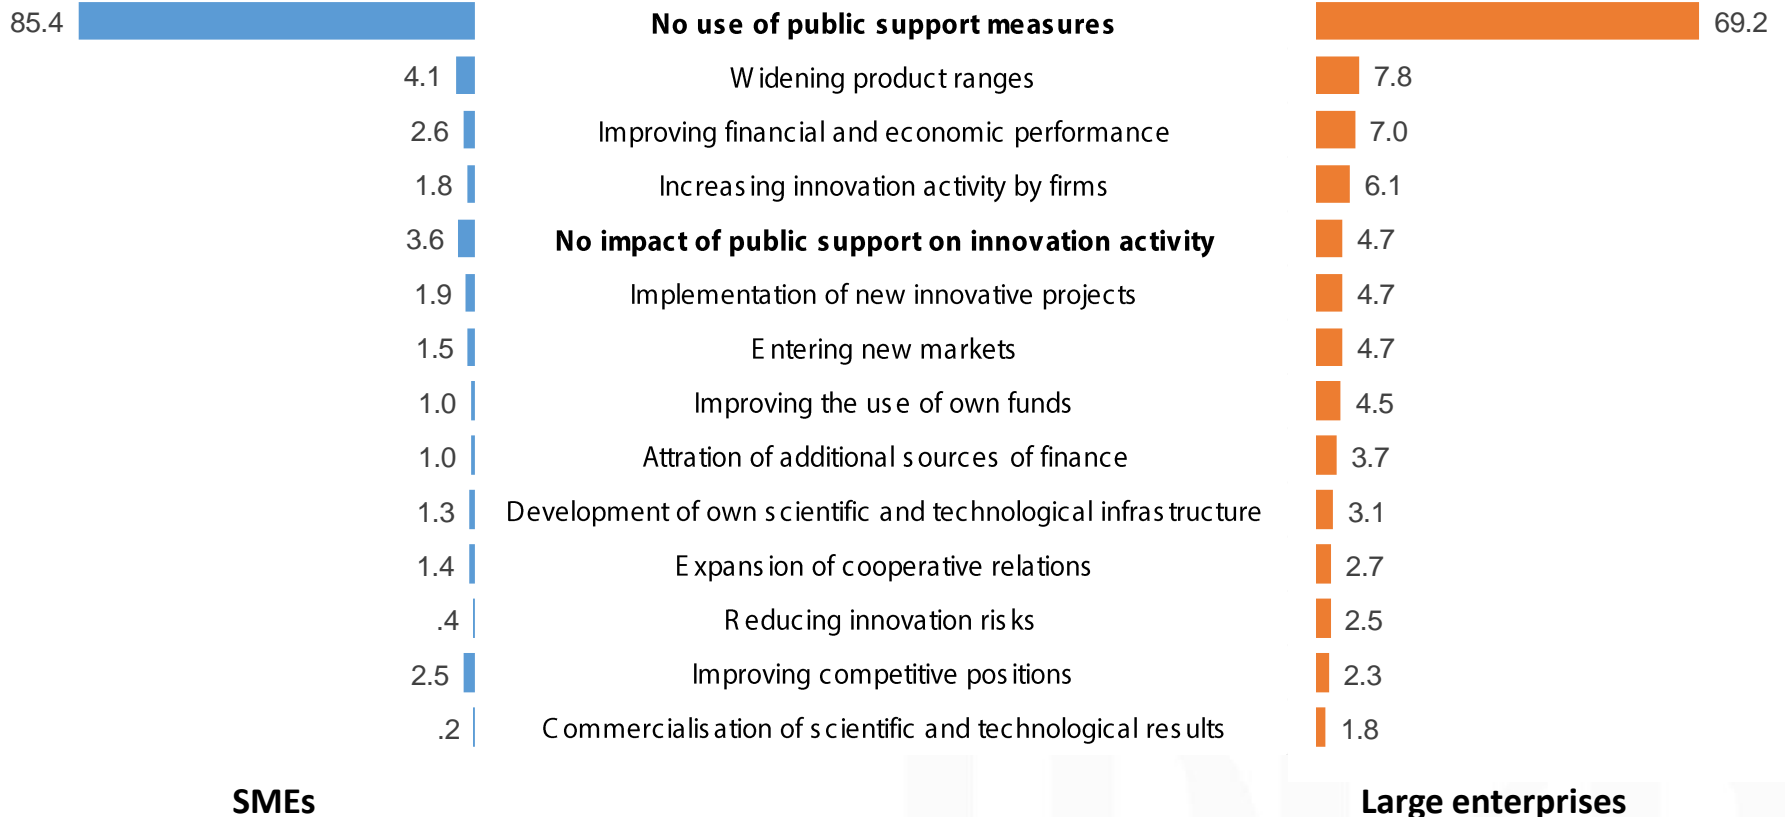 85.4 No use of public support measures 69.2
4.1 Widening product ranges 7.8
2.6 Improving financial and economic performance 7.0
1.8 Increasing innovation activity by firms 6.1
3.6 No impact of public support on innovation activity 4.7
1.9 Implementation of new innovative projects 4.7
1.5 Entering new markets 4.7
1.0 Improving the use of own funds 4.5
1.0 Attration of additional sources of finance 3.7
1.3 Development of own scientific and technological infrastructure 3.1
1.4 Expansion of cooperative relations 2.7
.4 Reducing innovation risks 2.5
2.5 Improving competitive positions 2.3
.2 Commercialisation of scientific and technological results 1.8
SMEs Large enterprises